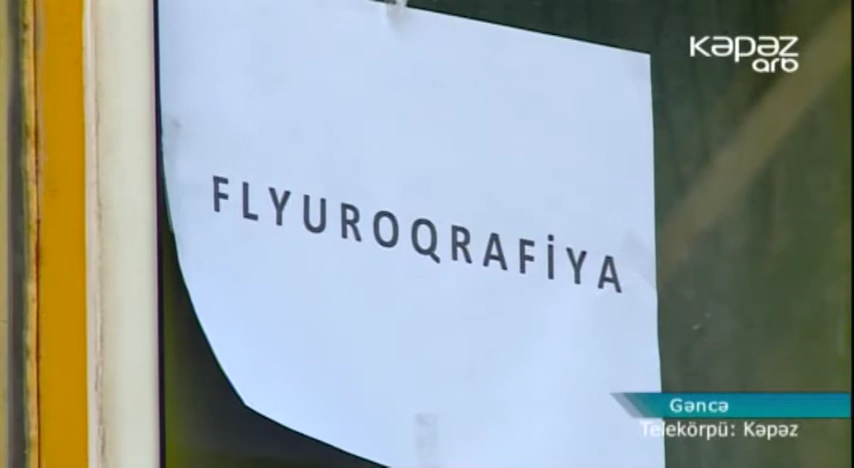 Kəpəz
arb
FLYUROQRAFİYA
Gəncə
Telekörpü: Kəpəz